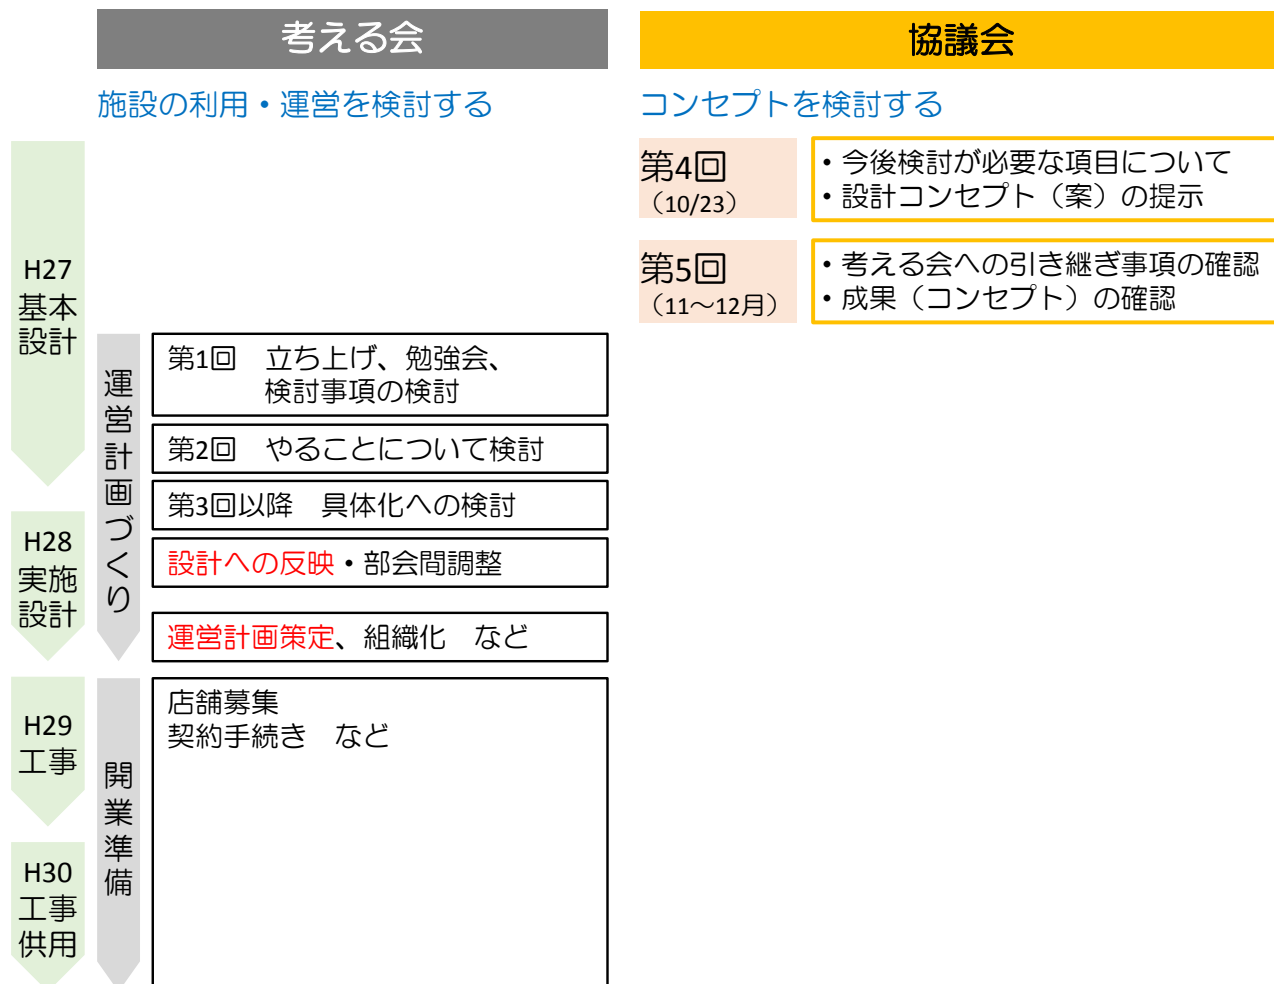 考える会
協議会
施設の利用・運営を検討する
コンセプトを検討する
第4回
（10/23）
・今後検討が必要な項目について
・設計コンセプト（案）の提示
第5回
（11～12月）
・考える会への引き継ぎ事項の確認
・成果（コンセプト）の確認
H27
基本
設計
H28
実施
設計
H29
工事
H30
工事
供用
運営計画づくり
開業準備
第1回　立ち上げ、勉強会、
検討事項の検討
第2回　やることについて検討
第3回以降　具体化への検討
設計への反映・部会間調整
運営計画策定、組織化　など
店舗募集
契約手続き　など